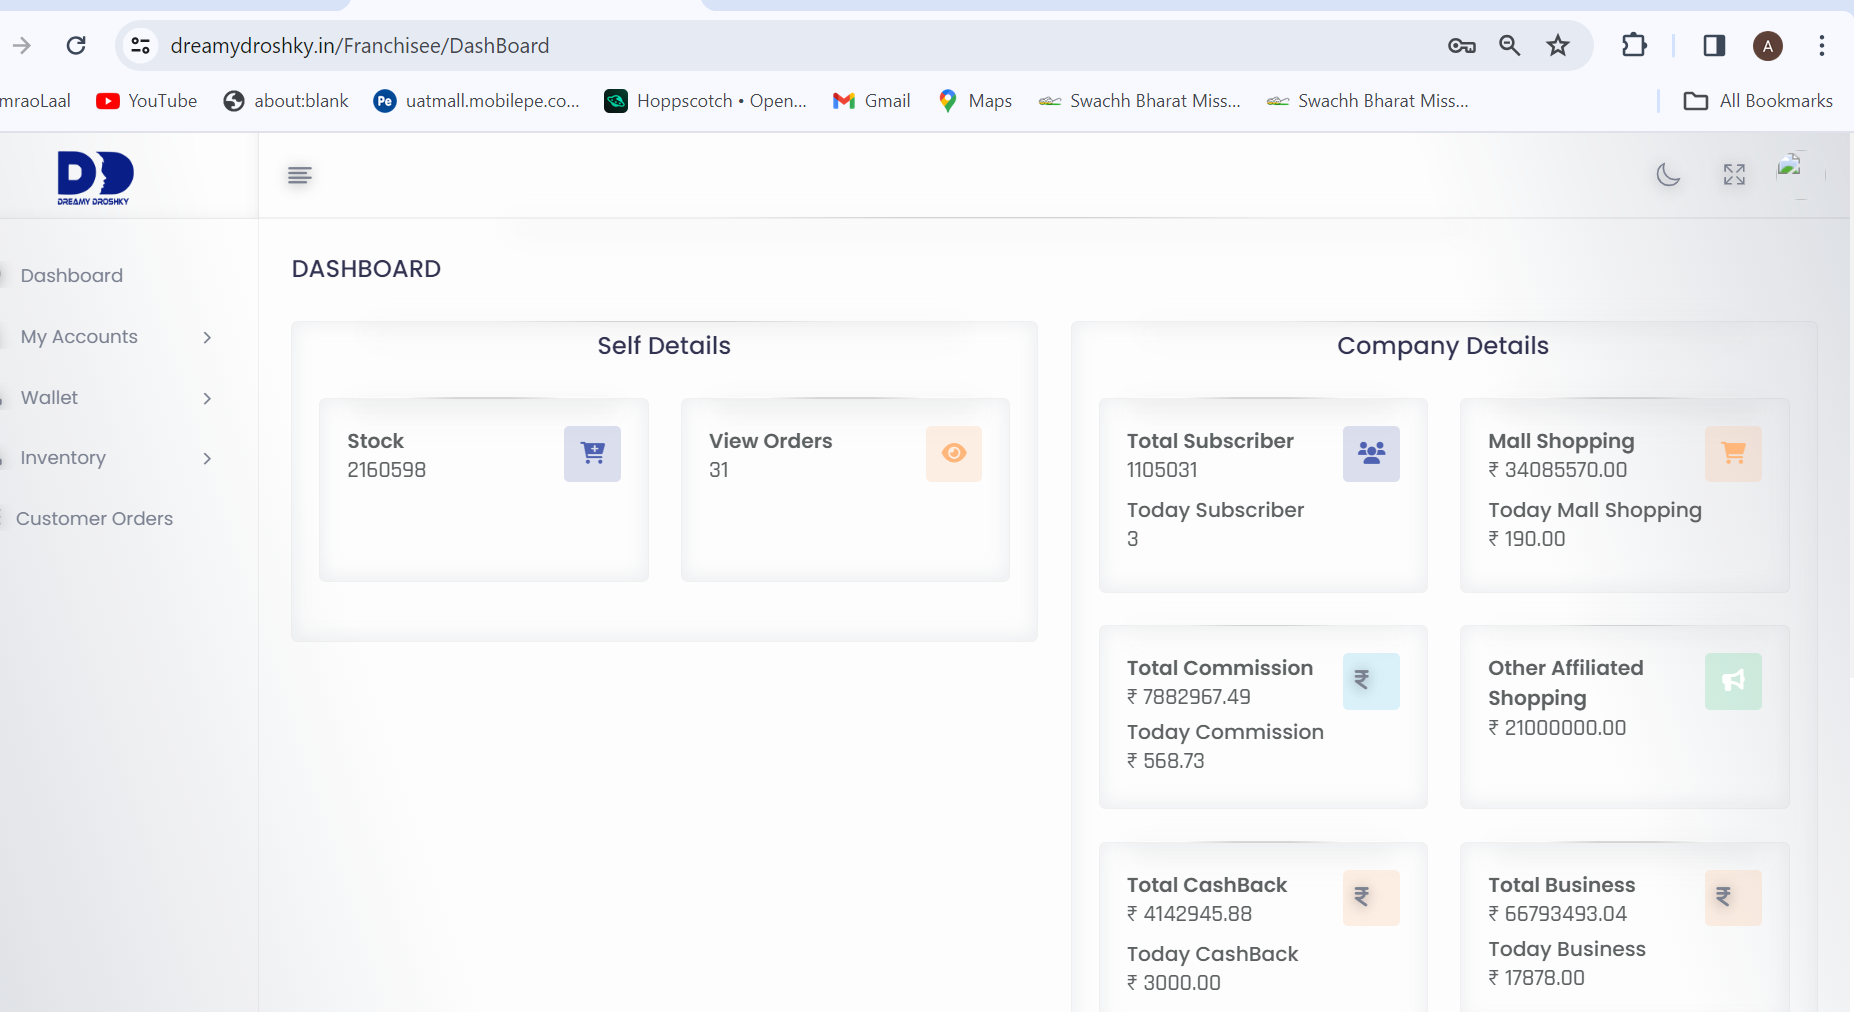 dreamydroshky.in/Franchisee/DashBoard
A
mraoLaal
YouTube
about:blank
Pe
uatmall.mobilepe.co...
Hoppscotch • Open...
Gmail
Maps
Swachh Bharat Miss...
Swachh Bharat Miss...
All Bookmarks
DD
DREAMY DROSHKY
Dashboard
My Accounts
Wallet
Inventory
Customer Orders
DASHBOARD
Self Details
Stock
2160598
View Orders
31
Company Details
Total Subscriber
1105031
Today Subscriber
3
Mall Shopping
₹ 34085570.00
Today Mall Shopping
₹ 190.00
Total Commission
₹ 7882967.49
Today Commission
₹ 568.73
₹
Other Affiliated
Shopping
₹ 21000000.00
Total CashBack
₹ 4142945.88
Today CashBack
₹ 3000.00
₹
Total Business
₹ 66793493.04
Today Business
₹ 17878.00
₹